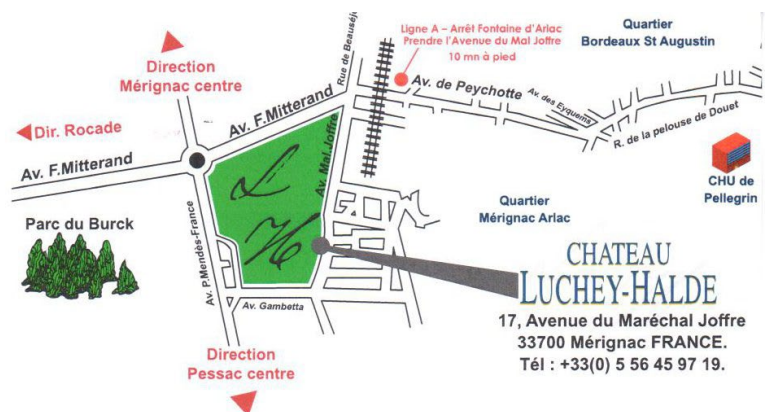 Ligne A – Arrêt Fontaine d'Arlac
Prendre l'Avenue du Mal Joffre
10 mn à pied
Quartier
Bordeaux St Augustin
Rue de Beauséjour
Direction
Mérignac centre
Av. de Peychotte
Av. des Eyquems
R. de la pelouse de Douet
Dir. Rocade
Av. F.Mitterand
Av. F.Mitterand
Av. Mal.Joffre
L
H
CHU de
Pellegrin
Quartier
Mérignac Arlac
Parc du Burck
Av. P.Mendès-France
Av. Gambetta
CHATEAU
LUCHEY-HALDE
17, Avenue du Maréchal Joffre
33700 Mérignac FRANCE.
Tél : +33(0) 5 56 45 97 19.
Direction
Pessac centre